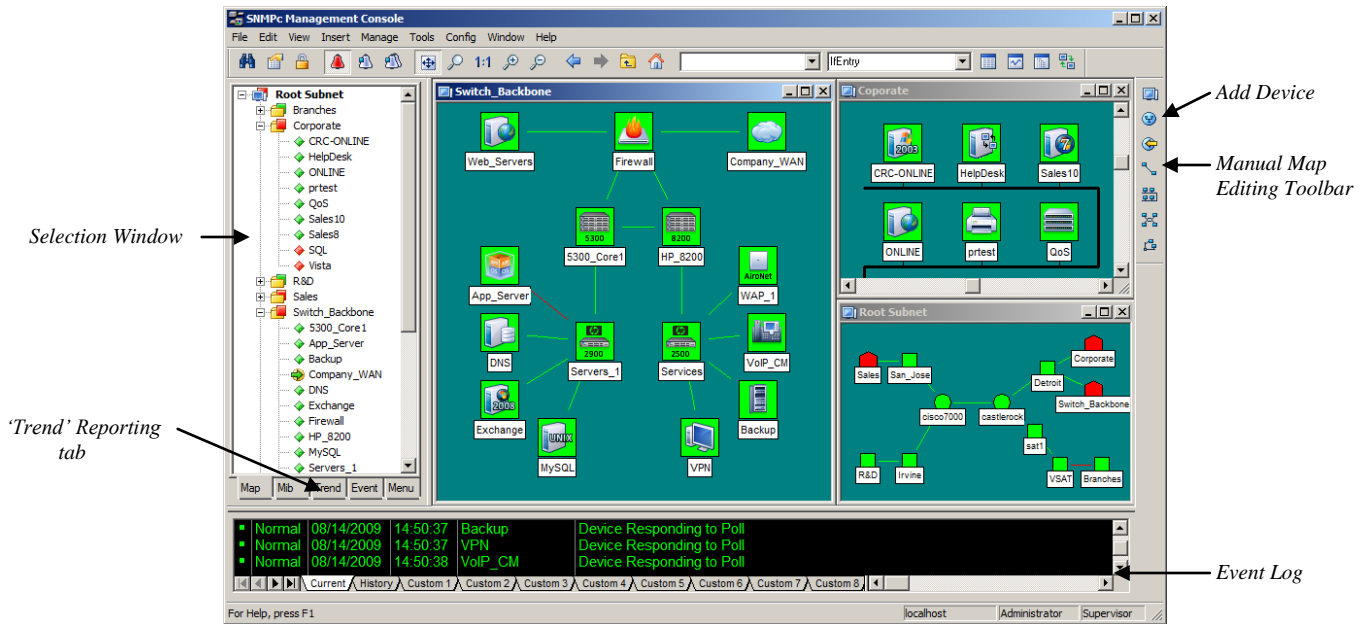 SNMPc Management Console
File Edit View Insert Manage Tools Config Window Help
1:1
IfEntry
Root Subnet
Branches
Corporate
CRC-ONLINE
HelpDesk
ONLINE
prtest
QoS
Sales10
Sales8
SQL
Vista
R&D
Sales
Switch_Backbone
5300_Core1
App_Server
Backup
Company_WAN
DNS
Exchange
Firewall
HP_8200
MySQL
Servers_1
Map Mib Trend Event Menu
Switch_Backbone
Web_Servers
Firewall
Company_WAN
5300
8200
5300_Core1
HP_8200
App_Server
AiroNet
WAP_1
DNS
2900
Servers_1
2500
Services
VoIP_CM
2008
Exchange
Backup
UNIX
MySQL
VPN
Coporate
2003
CRC-ONLINE
HelpDesk
7
Sales10
ONLINE
prtest
QoS
Root Subnet
Sales
San_Jose
Corporate
Detroit
Switch_Backbone
cisco7000
castlerock
sat1
R&D
Irvine
VSAT
Branches
Normal 08/14/2009 14:50:37 Backup Device Responding to Poll
Normal 08/14/2009 14:50:37 VPN Device Responding to Poll
Normal 08/14/2009 14:50:38 VoIP_CM Device Responding to Poll
Current History Custom 1 Custom 2 Custom 3 Custom 4 Custom 5 Custom 6 Custom 7 Custom 8
For Help, press F1
localhost Administrator Supervisor
Selection Window
'Trend' Reporting
tab
Add Device
Manual Map
Editing Toolbar
Event Log